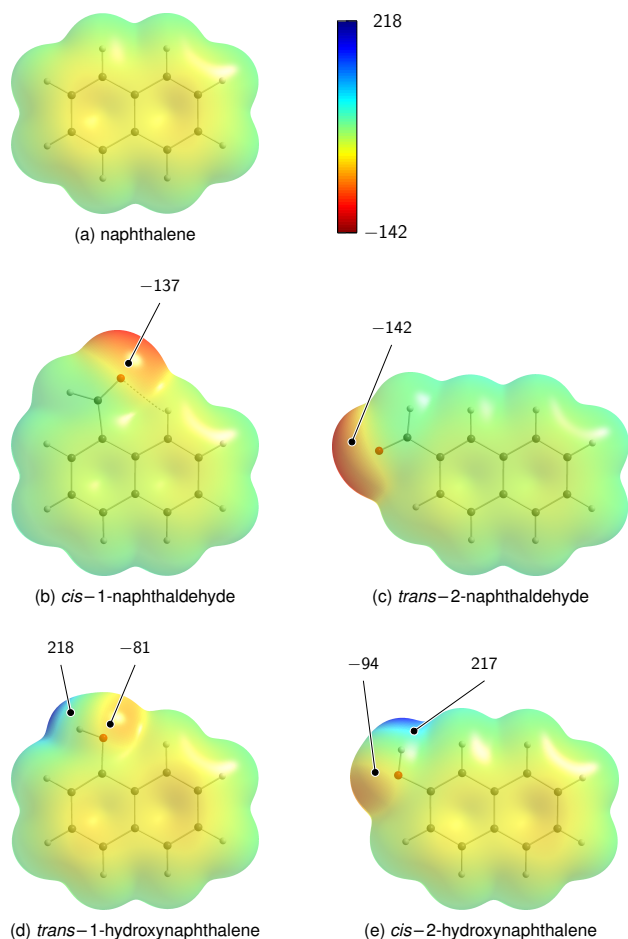 218
−142
(a) naphthalene
−137
−142
(b) cis−1-naphthaldehyde
(c) trans−2-naphthaldehyde
218
−81
−94
217
(d) trans−1-hydroxynaphthalene
(e) cis−2-hydroxynaphthalene